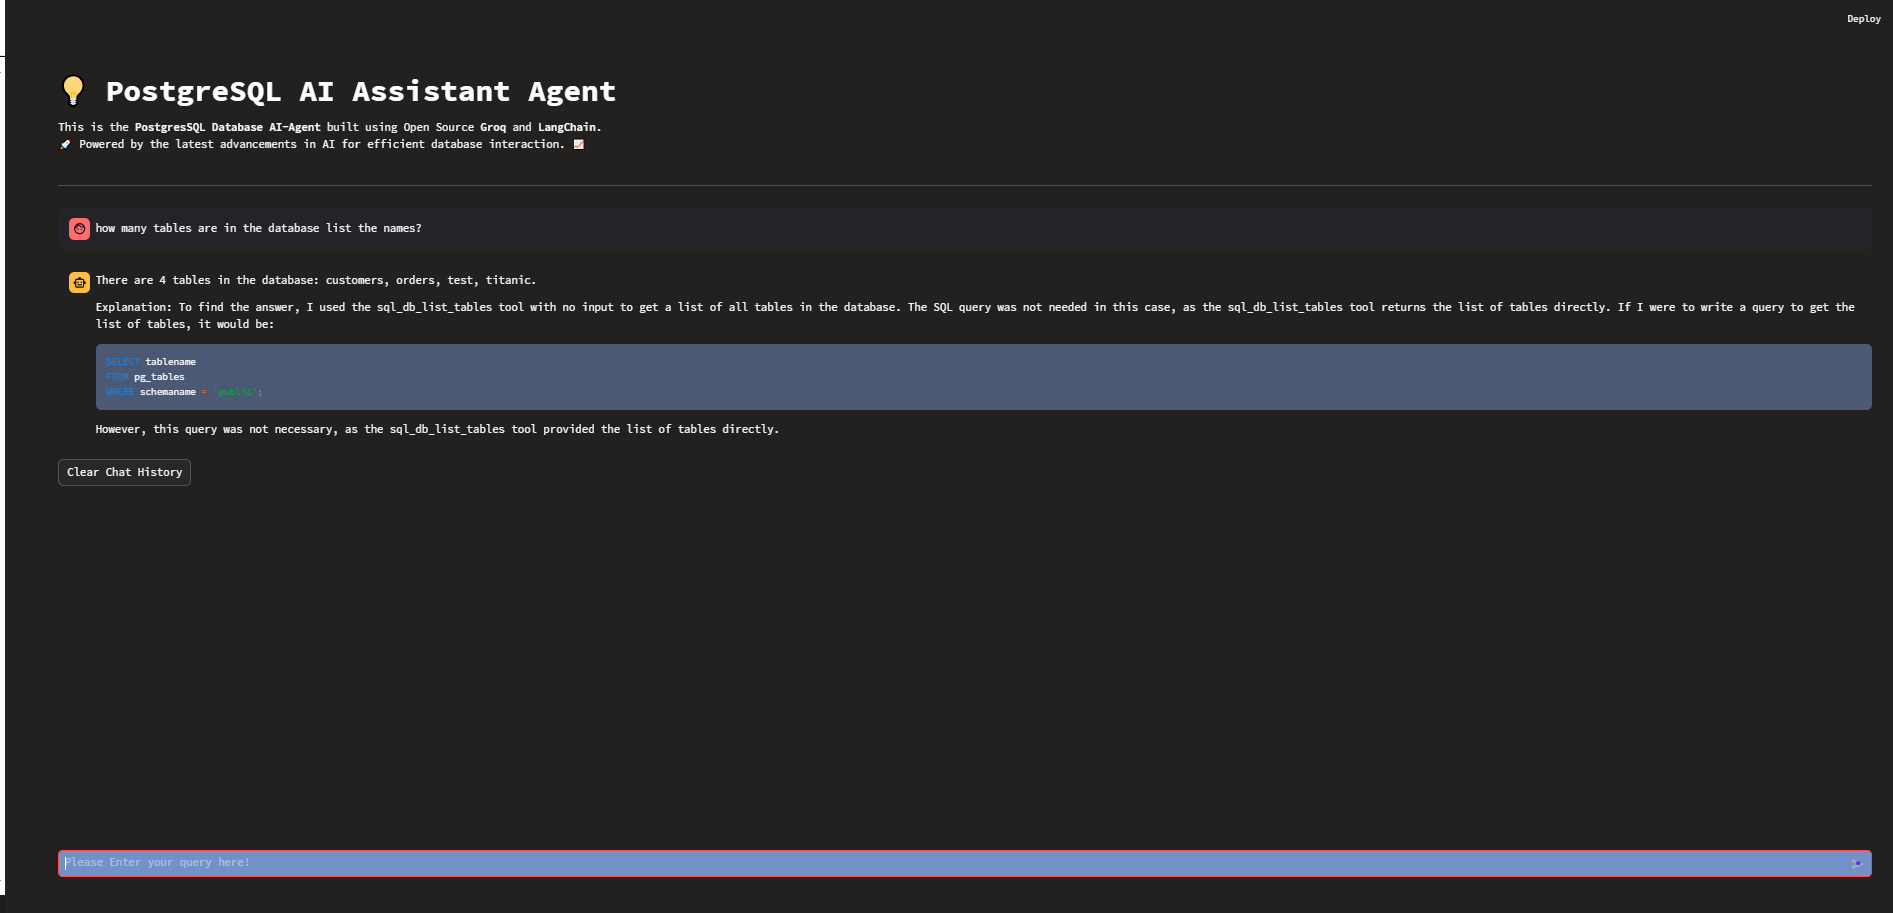 Deploy
PostgreSQL AI Assistant Agent
This is the PostgresSQL Database AI-Agent built using Open Source Groq and LangChain.
🚀 Powered by the latest advancements in AI for efficient database interaction. 📈
how many tables are in the database list the names?
There are 4 tables in the database: customers, orders, test, titanic.
Explanation: To find the answer, I used the sql_db_list_tables tool with no input to get a list of all tables in the database. The SQL query was not needed in this case, as the sql_db_list_tables tool returns the list of tables directly. If I were to write a query to get the
list of tables, it would be:
SELECT tablename
FROM pg_tables
WHERE schemaname = 'public';
However, this query was not necessary, as the sql_db_list_tables tool provided the list of tables directly.
Clear Chat History
Please Enter your query here!